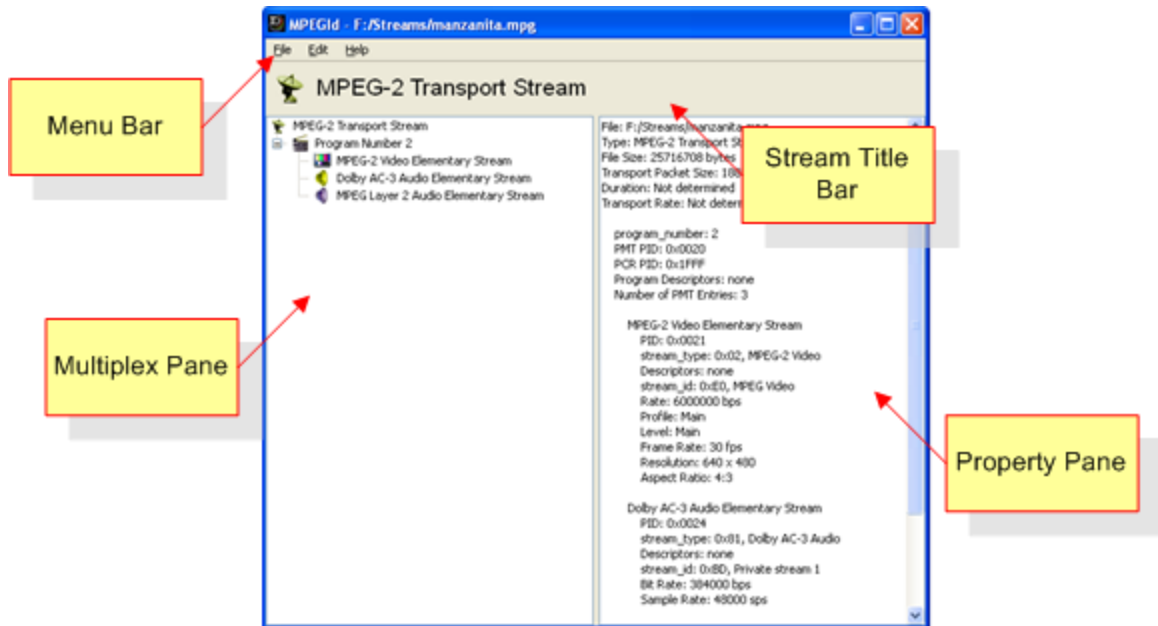 MPEGId - F:/Streams/manzanita.mpg
File Edit Help
MPEG-2 Transport Stream
Menu Bar
Stream Title
Bar
Multiplex Pane
Property Pane
MPEG-2 Transport Stream
Program Number 2
MPEG-2 Video Elementary Stream
Dolby AC-3 Audio Elementary Stream
MPEG Layer 2 Audio Elementary Stream
File: F:/Streams/manzanita.mpg
Type: MPEG-2 Transport St
File Size: 25716708 bytes
Transport Packet Size: 188
Duration: Not determined
Transport Rate: Not deter
program_number: 2
PMT PID: 0x0020
PCR PID: 0x1FFF
Program Descriptors: none
Number of PMT Entries: 3
MPEG-2 Video Elementary Stream
PID: 0x0021
stream_type: 0x02, MPEG-2 Video
Descriptors: none
stream_id: 0xE0, MPEG Video
Rate: 6000000 bps
Profile: Main
Level: Main
Frame Rate: 30 fps
Resolution: 640 x 480
Aspect Ratio: 4:3
Dolby AC-3 Audio Elementary Stream
PID: 0x0024
stream_type: 0x81, Dolby AC-3 Audio
Descriptors: none
stream_id: 0xBD, Private stream 1
Bit Rate: 384000 bps
Sample Rate: 48000 sps